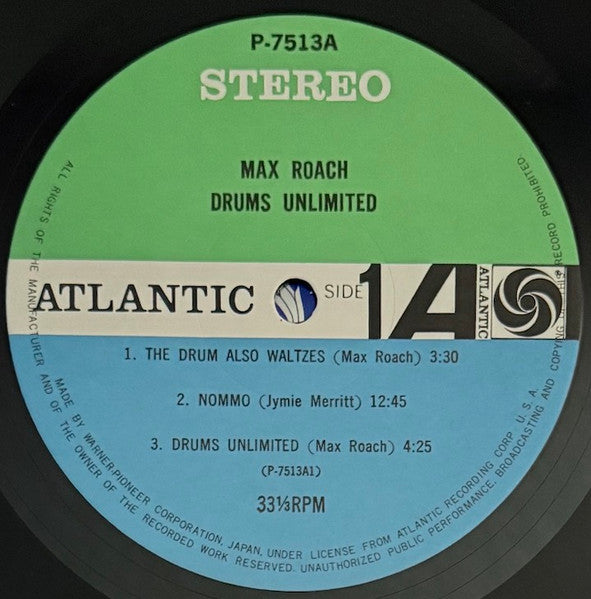 P-7513A
STEREO
MAX ROACH
DRUMS UNLIMITED
ATLANTIC
SIDE 1
A
ATLANTIC
1. THE DRUM ALSO WALTZES (Max Roach) 3:30
2. NOMMO (Jymie Merritt) 12:45
3. DRUMS UNLIMITED (Max Roach) 4:25
(P-7513A1)
33⅓RPM
ALL RIGHTS OF THE MANUFACTURER AND OF THE OWNER OF THE RECORDED WORK RESERVED. UNAUTHORIZED PUBLIC PERFORMANCE, BROADCASTING AND COPYING OF THIS RECORD PROHIBITED
MADE BY WARNER-PIONEER CORPORATION, JAPAN, UNDER LICENSE FROM ATLANTIC RECORDING CORP. U.S.A.